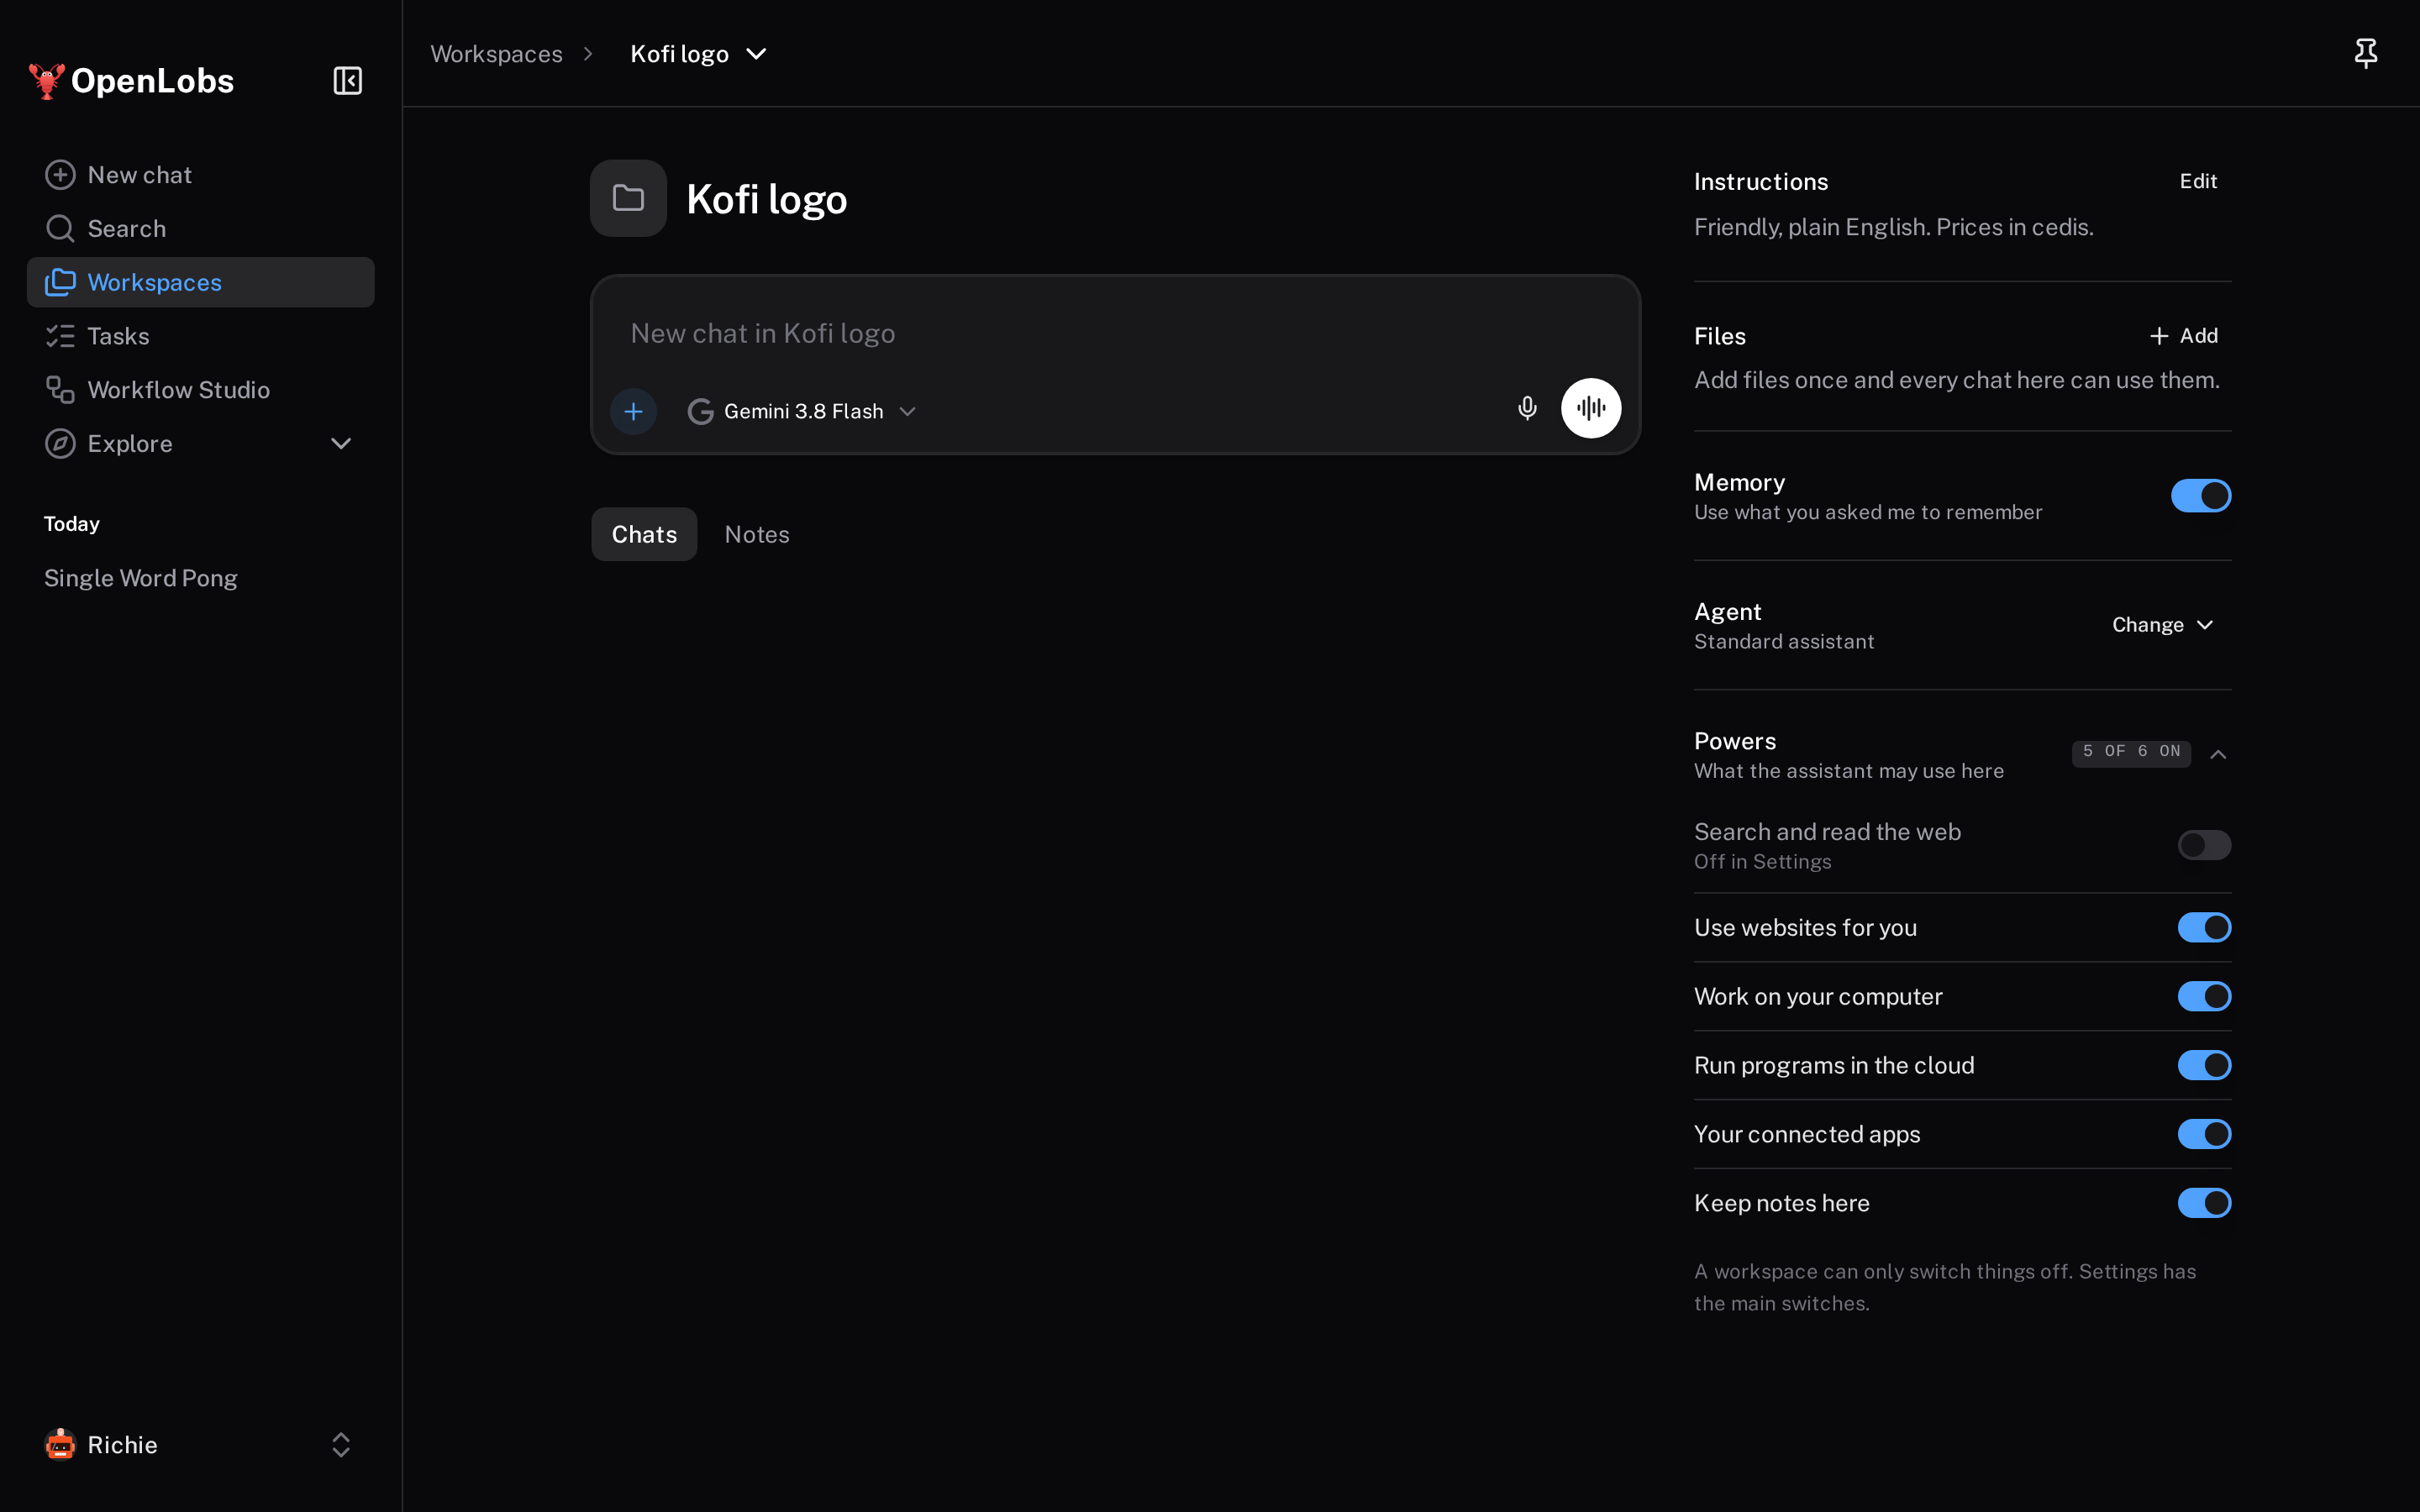 OpenLobs
New chat
Search
Workspaces
Tasks
Workflow Studio
Explore
Today
Single Word Pong
Richie
Workspaces
Kofi logo
Kofi logo
New chat in Kofi logo
Gemini 3.8 Flash
Chats
Notes
Instructions
Edit
Friendly, plain English. Prices in cedis.
Files
Add
Add files once and every chat here can use them.
Memory
Use what you asked me to remember
Agent
Standard assistant
Change
Powers
What the assistant may use here
5 OF 6 ON
Search and read the web
Off in Settings
Use websites for you
Work on your computer
Run programs in the cloud
Your connected apps
Keep notes here
A workspace can only switch things off. Settings has
the main switches.